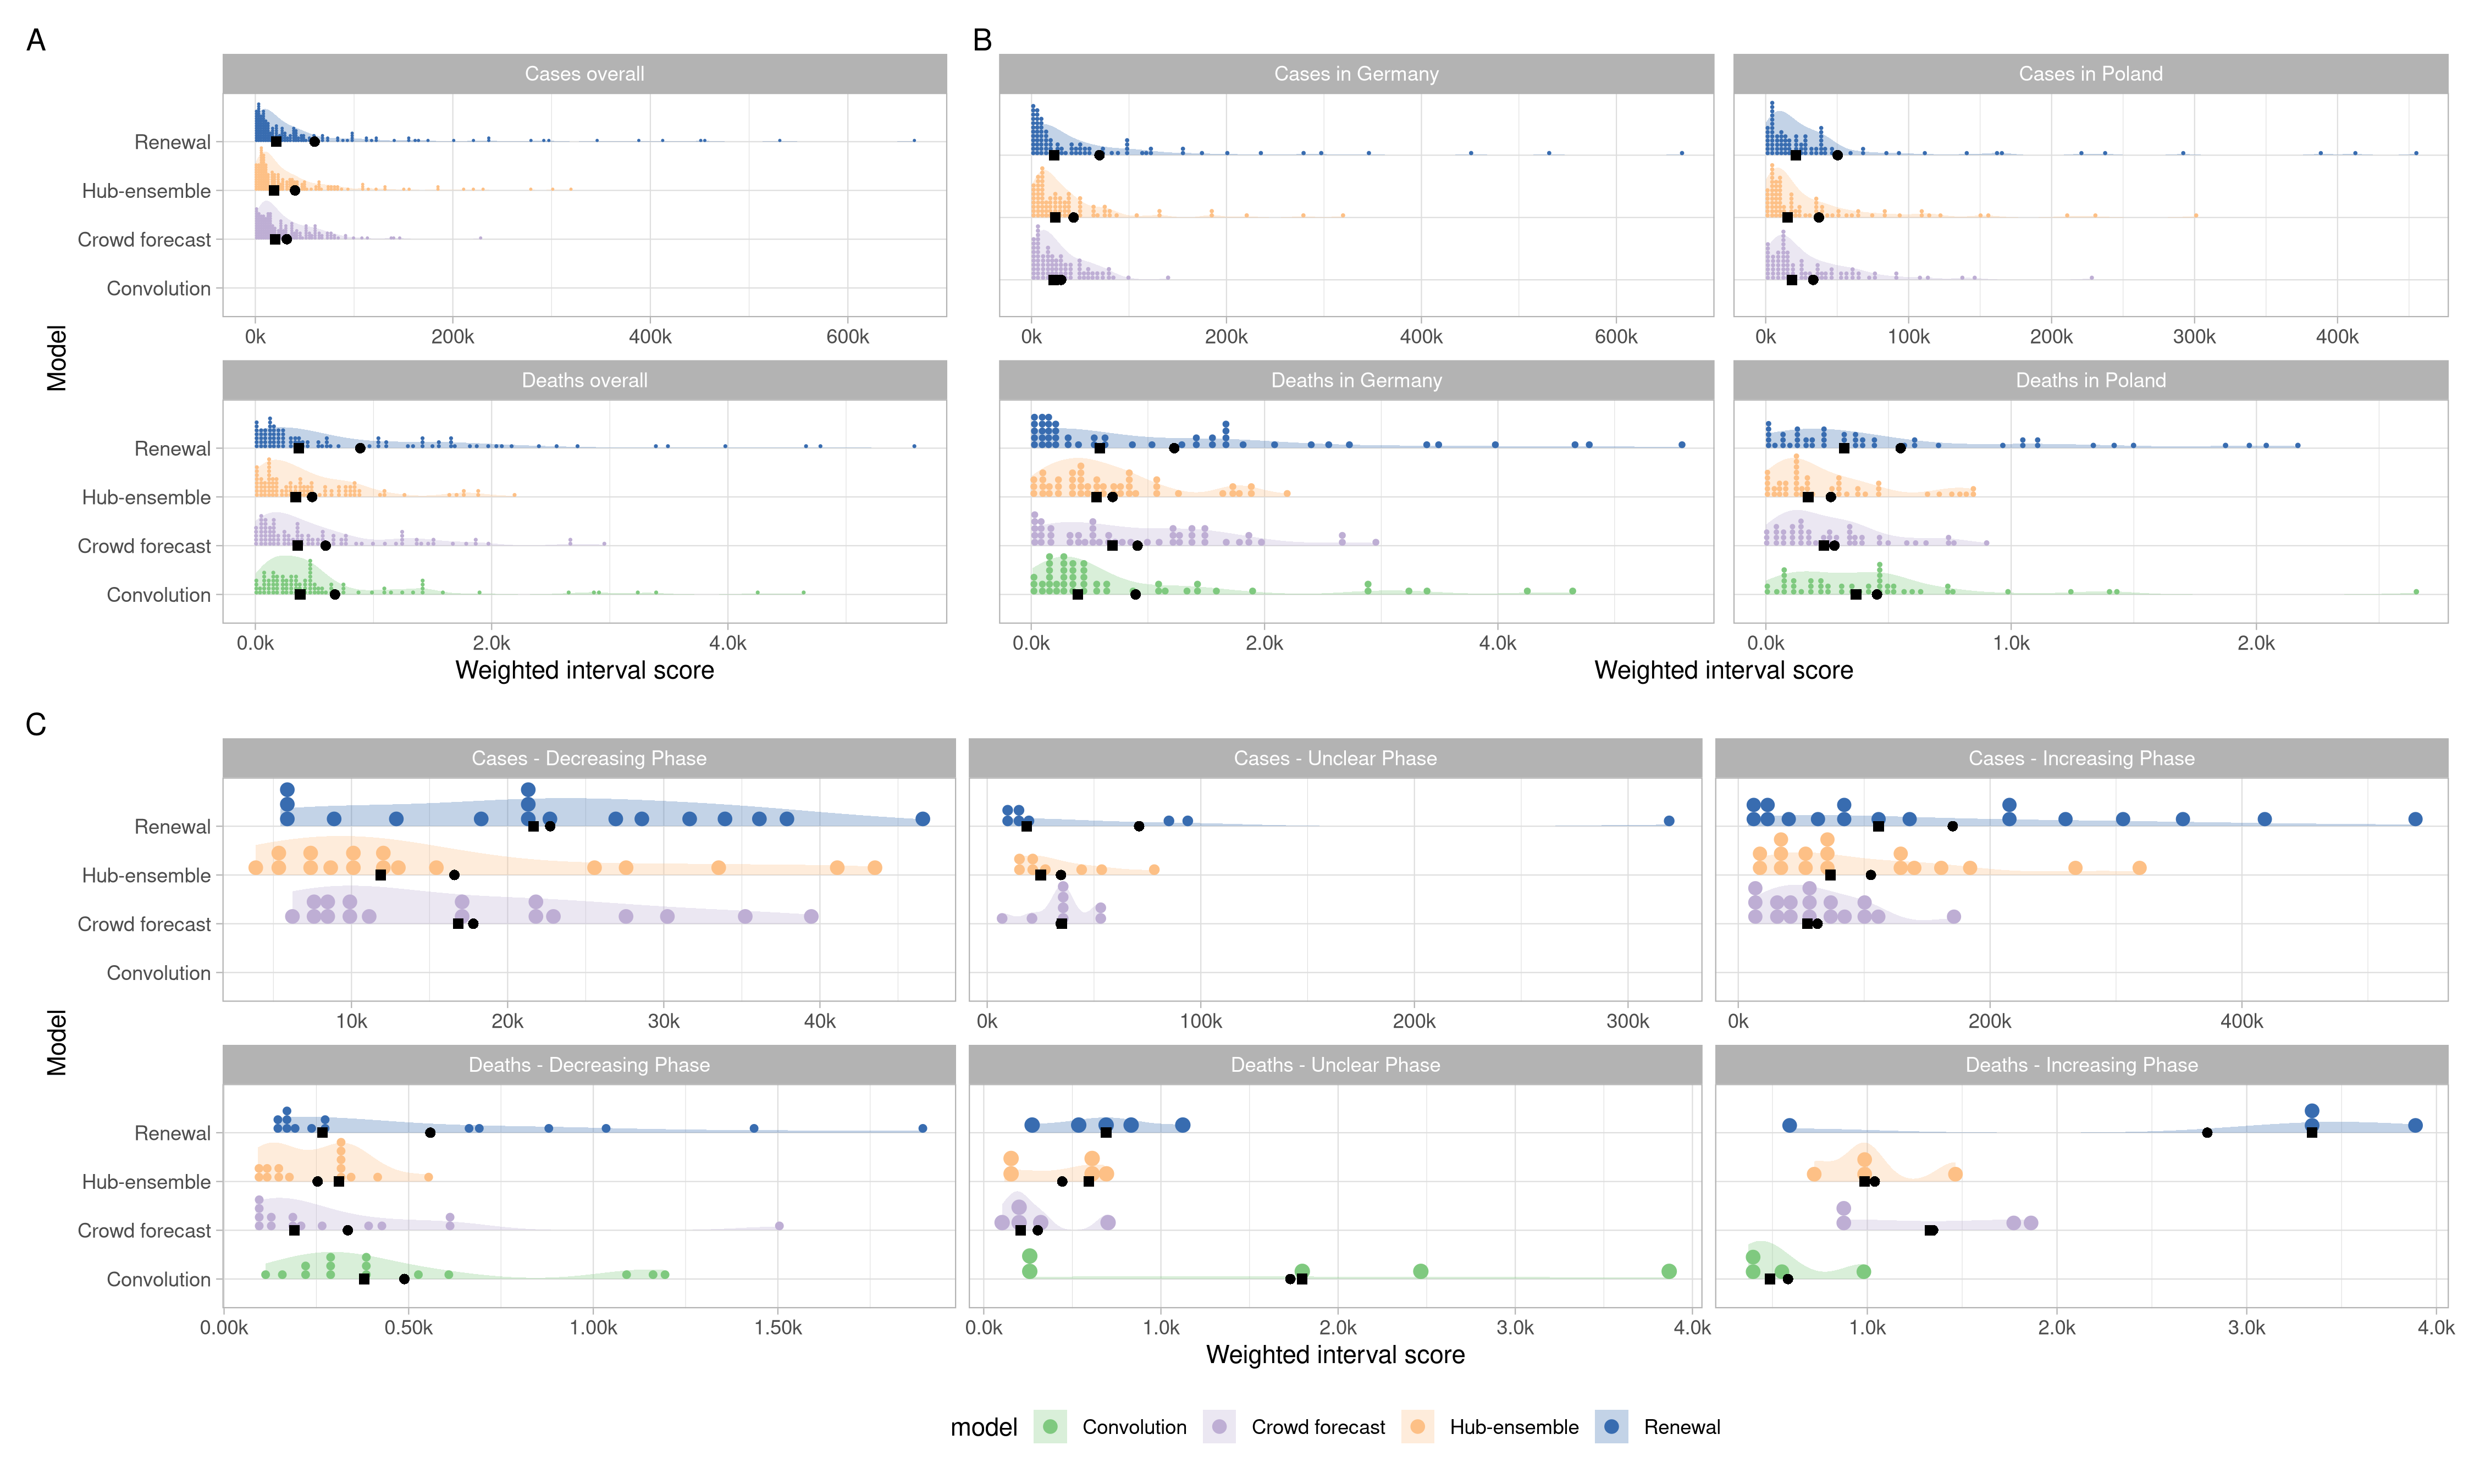 A
B
Cases overall
Cases in Germany
Cases in Poland
Renewal
Hub-ensemble
Crowd forecast
Convolution
0k 200k 400k 600k
0k 200k 400k 600k
0k 100k 200k 300k 400k
Model
Deaths overall
Deaths in Germany
Deaths in Poland
Renewal
Hub-ensemble
Crowd forecast
Convolution
0.0k 2.0k 4.0k
0.0k 2.0k 4.0k
0.0k 1.0k 2.0k
Weighted interval score
Weighted interval score
C
Cases - Decreasing Phase
Cases - Unclear Phase
Cases - Increasing Phase
Renewal
Hub-ensemble
Crowd forecast
Convolution
10k 20k 30k 40k
0k 100k 200k 300k
0k 200k 400k
Model
Deaths - Decreasing Phase
Deaths - Unclear Phase
Deaths - Increasing Phase
Renewal
Hub-ensemble
Crowd forecast
Convolution
0.00k 0.50k 1.00k 1.50k
0.0k 1.0k 2.0k 3.0k 4.0k
1.0k 2.0k 3.0k 4.0k
Weighted interval score
model Convolution Crowd forecast Hub-ensemble Renewal